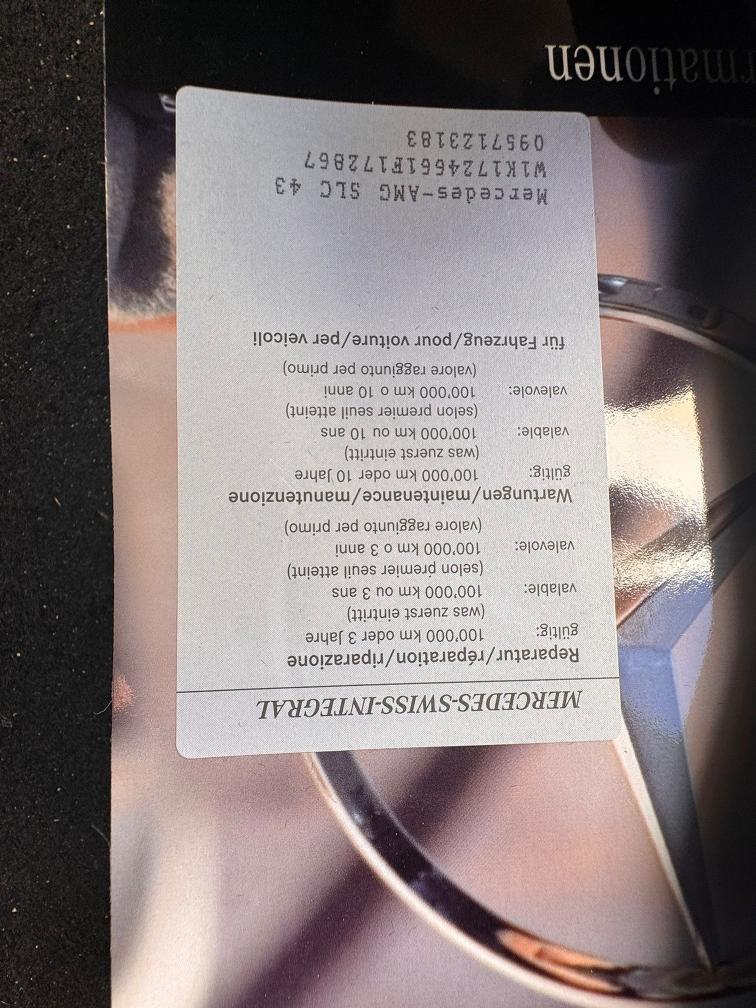 MERCEDES-SWISS-INTEGRAL
Reparatur/réparation/riparazione
gültig: 100'000 km oder 3 Jahre
(was zuerst eintritt)
valable: 100'000 km ou 3 ans
(selon premier seuil atteint)
valevole: 100'000 km o 3 anni
(valore raggiunto per primo)
Wartungen/maintenance/manutenzione
gültig: 100'000 km oder 10 Jahre
(was zuerst eintritt)
valable: 100'000 km ou 10 ans
(selon premier seuil atteint)
valevole: 100'000 km o 10 anni
(valore raggiunto per primo)
für Fahrzeug/pour voiture/per veicoli
Mercedes-AMG SLC 43
W1K1724661F172867
0957123183
rmationen